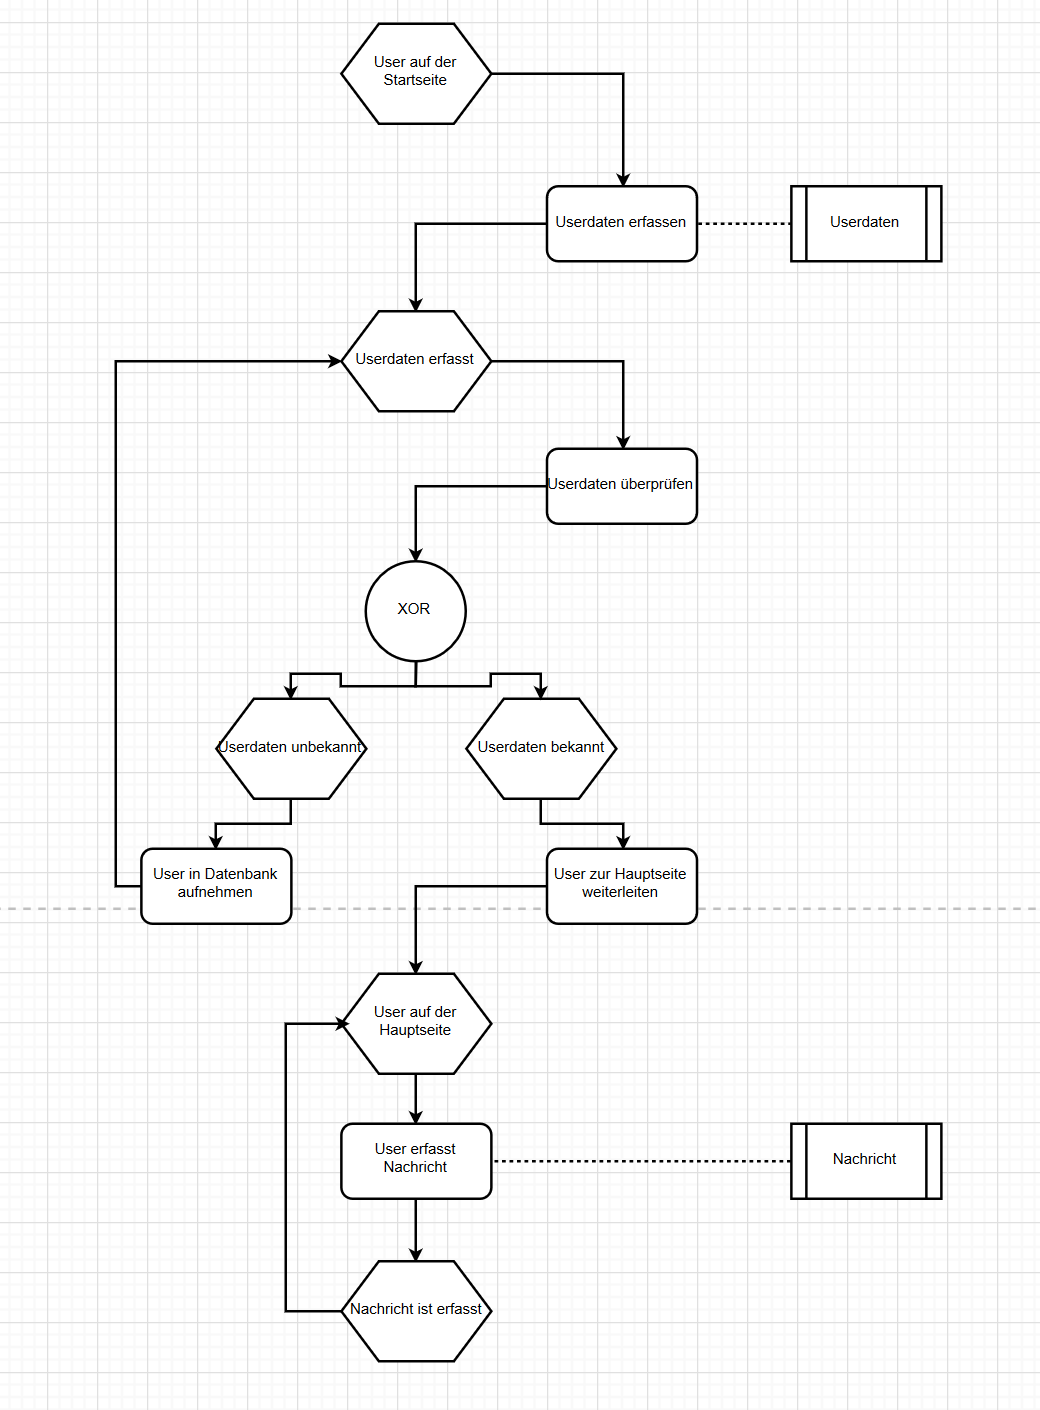 User auf der
Startseite
Userdaten erfassen
Userdaten
Userdaten erfasst
Userdaten überprüfen
XOR
Userdaten unbekannt
Userdaten bekannt
User in Datenbank
aufnehmen
User zur Hauptseite
weiterleiten
User auf der
Hauptseite
User erfasst
Nachricht
Nachricht
Nachricht ist erfasst